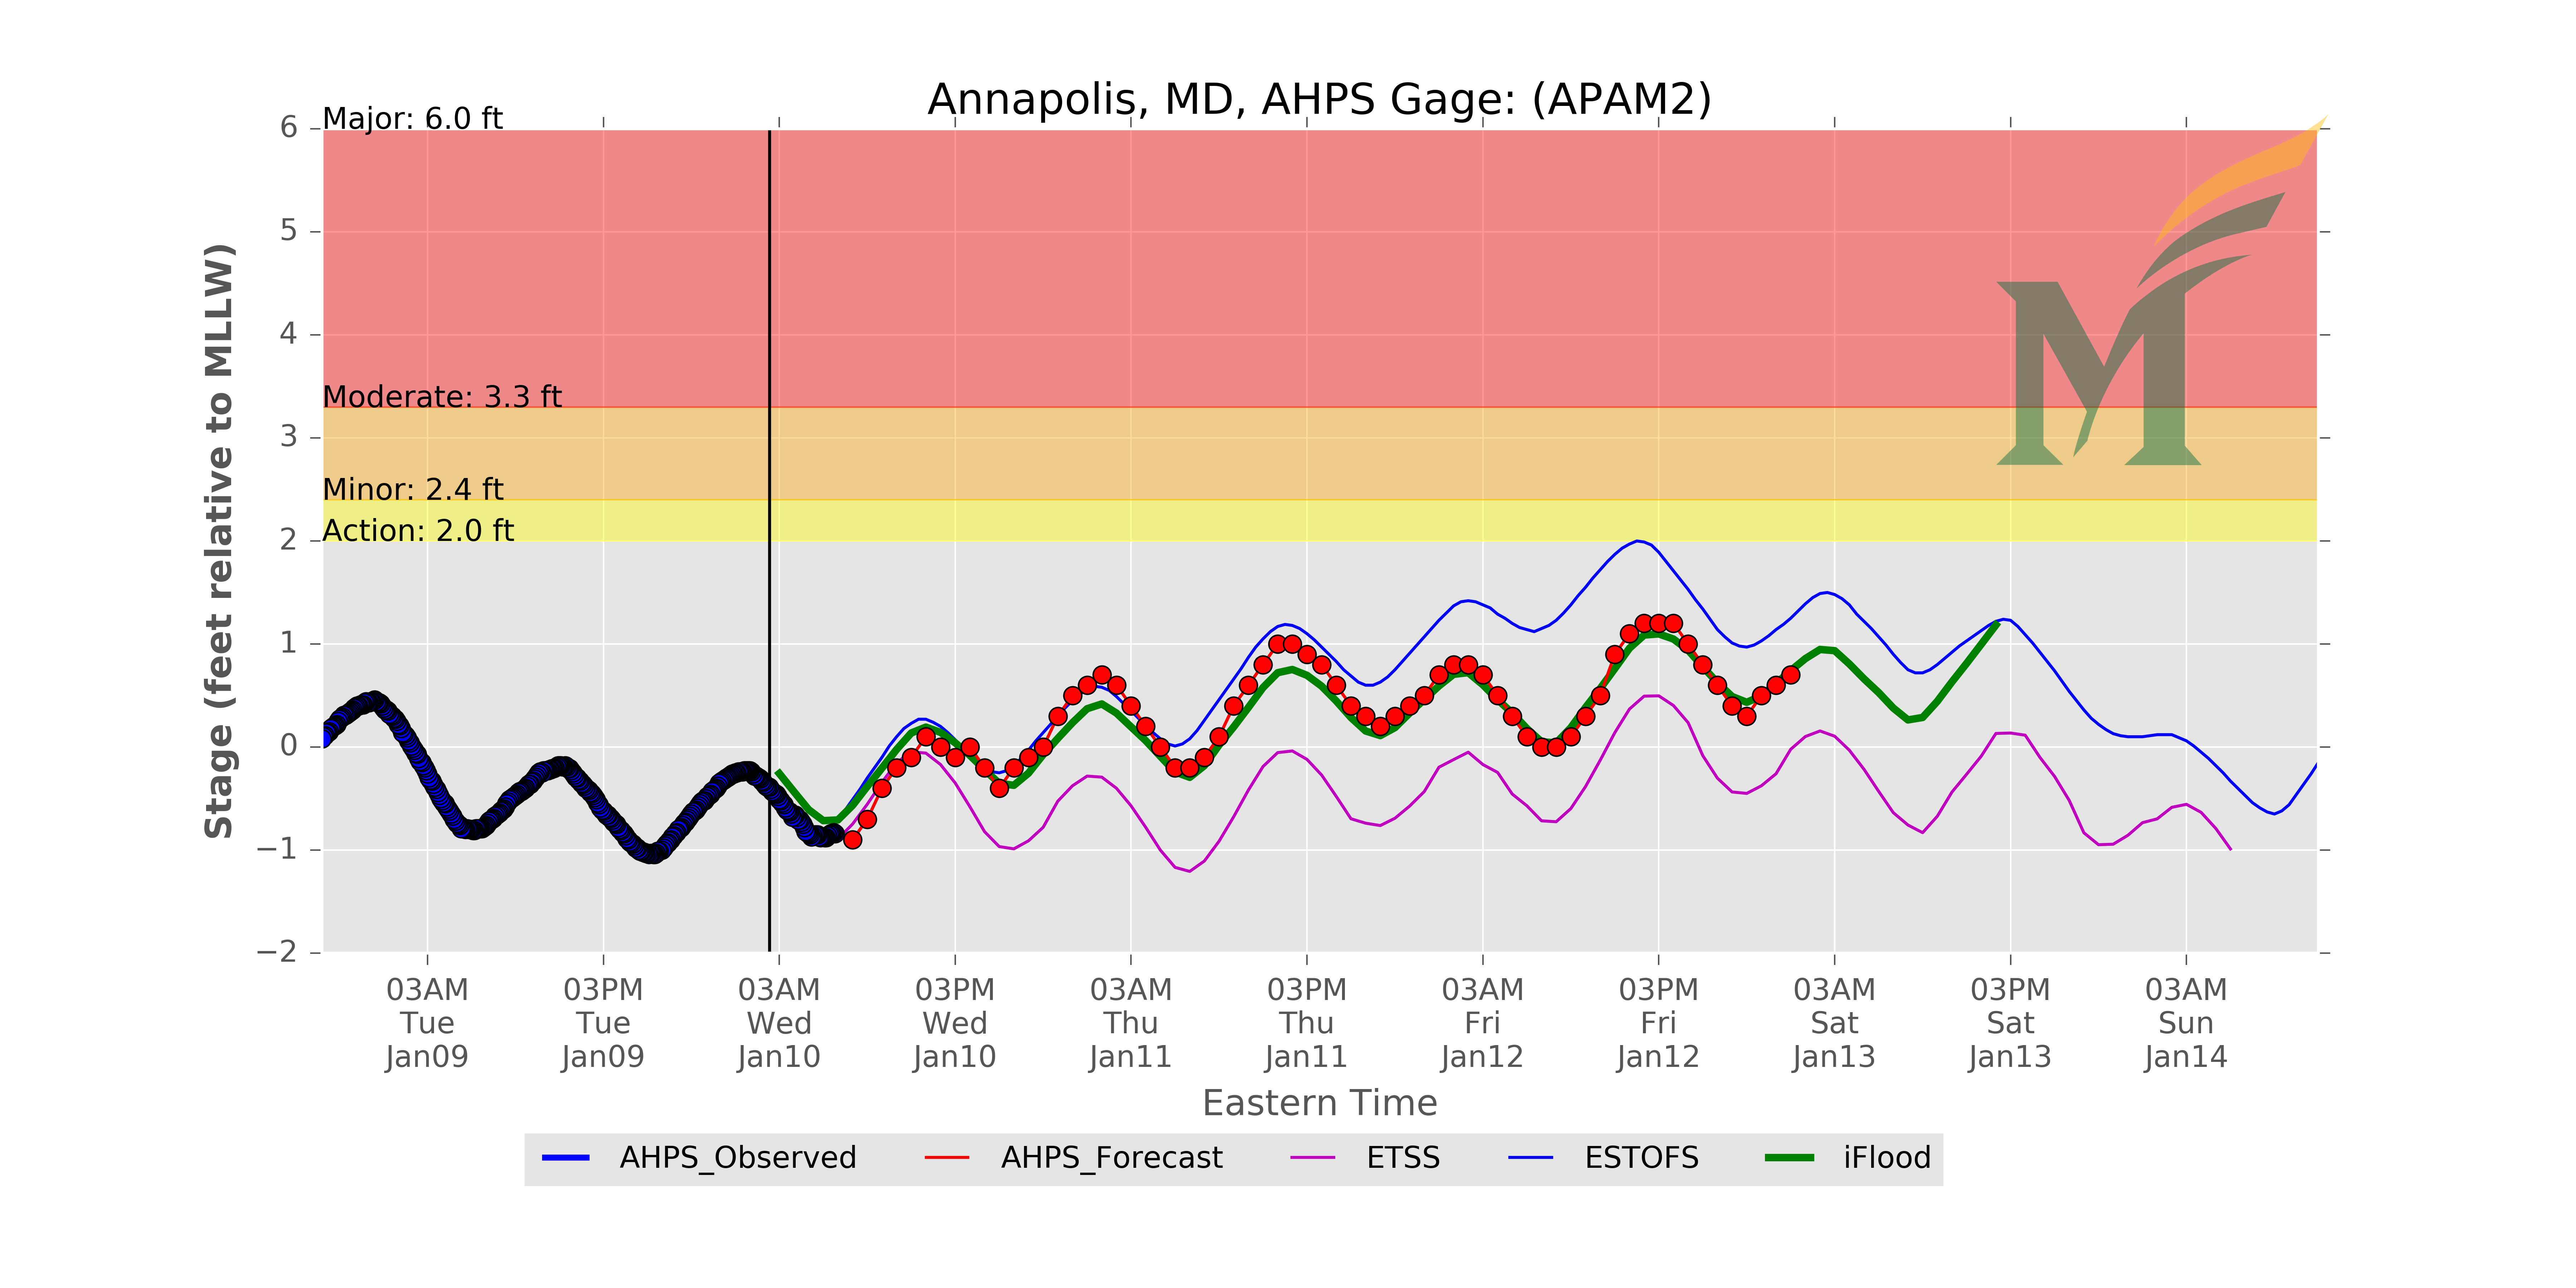 Annapolis, MD, AHPS Gage: (APAM2)
Major: 6.0 ft
Moderate: 3.3 ft
Minor: 2.4 ft
Action: 2.0 ft
6
5
4
3
2
1
0
−1
−2
Stage (feet relative to MLLW)
03AM Tue Jan09
03PM Tue Jan09
03AM Wed Jan10
03PM Wed Jan10
03AM Thu Jan11
03PM Thu Jan11
03AM Fri Jan12
03PM Fri Jan12
03AM Sat Jan13
03PM Sat Jan13
03AM Sun Jan14
Eastern Time
AHPS_Observed AHPS_Forecast ETSS ESTOFS iFlood
M